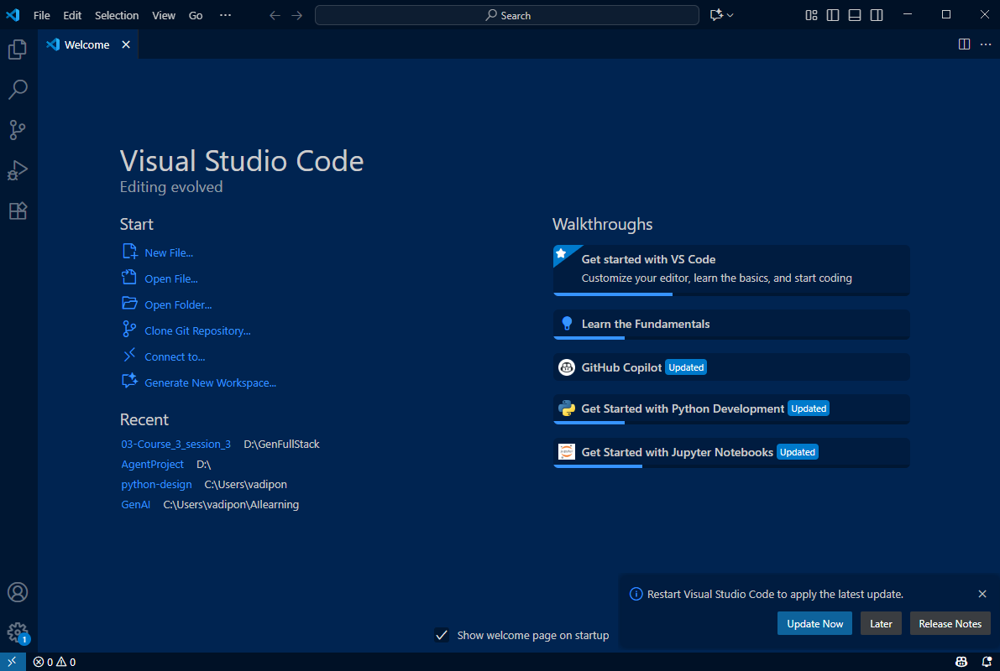 File Edit Selection View Go ··· Search
Welcome
Visual Studio Code
Editing evolved
Start
New File...
Open File...
Open Folder...
Clone Git Repository...
Connect to...
Generate New Workspace...
Recent
03-Course_3_session_3 D:\GenFullStack
AgentProject D:\
python-design C:\Users\vadipon
GenAI C:\Users\vadipon\AIlearning
Walkthroughs
Get started with VS Code
Customize your editor, learn the basics, and start coding
Learn the Fundamentals
GitHub Copilot Updated
Get Started with Python Development Updated
Get Started with Jupyter Notebooks Updated
Show welcome page on startup
Restart Visual Studio Code to apply the latest update.
Update Now Later Release Notes
1
0 0